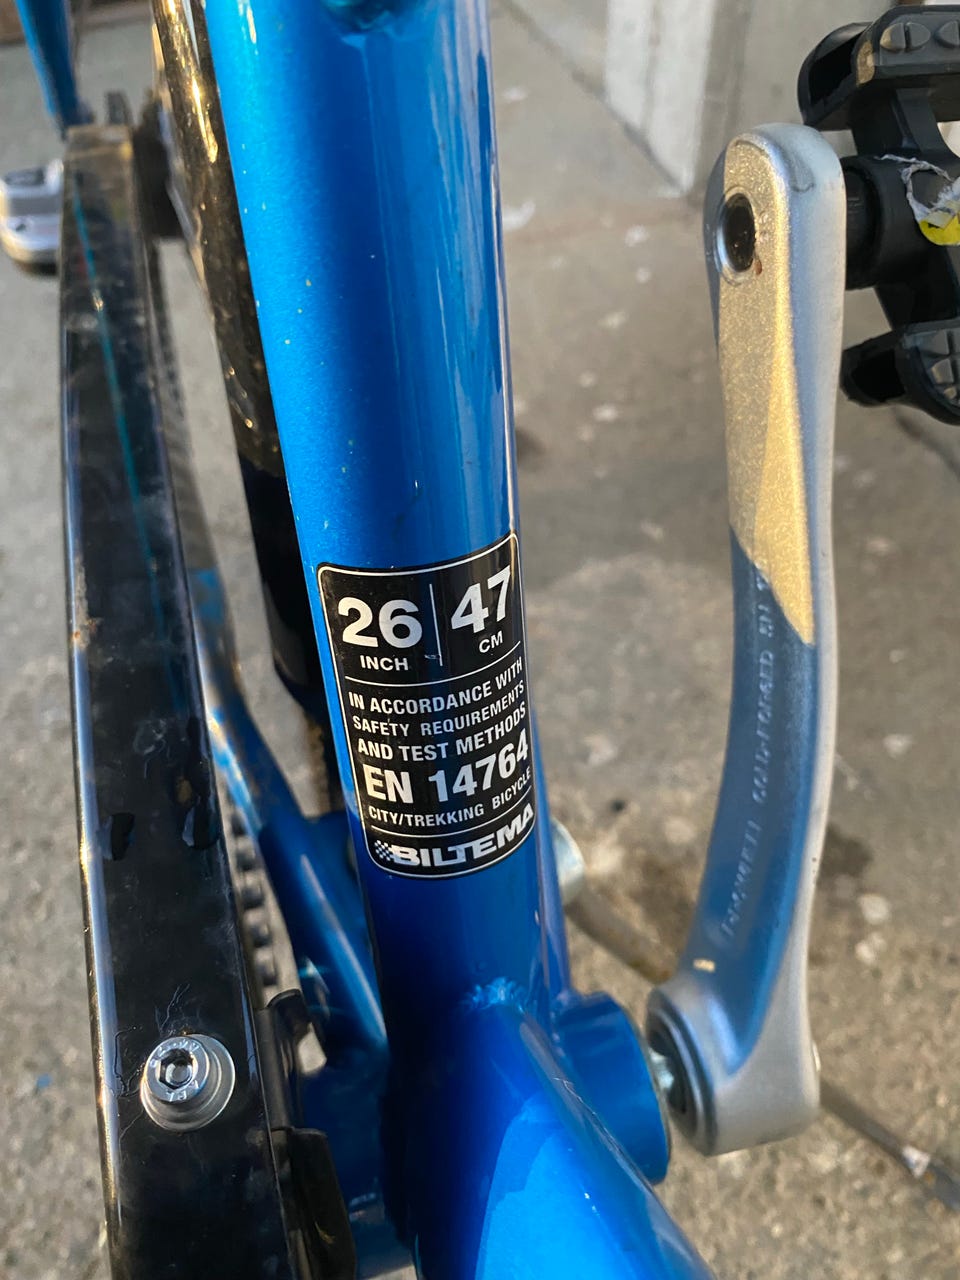 26 47
INCH CM
IN ACCORDANCE WITH
SAFETY REQUIREMENTS
AND TEST METHODS
EN 14764
CITY/TREKKING BICYCLE
BILTEMA